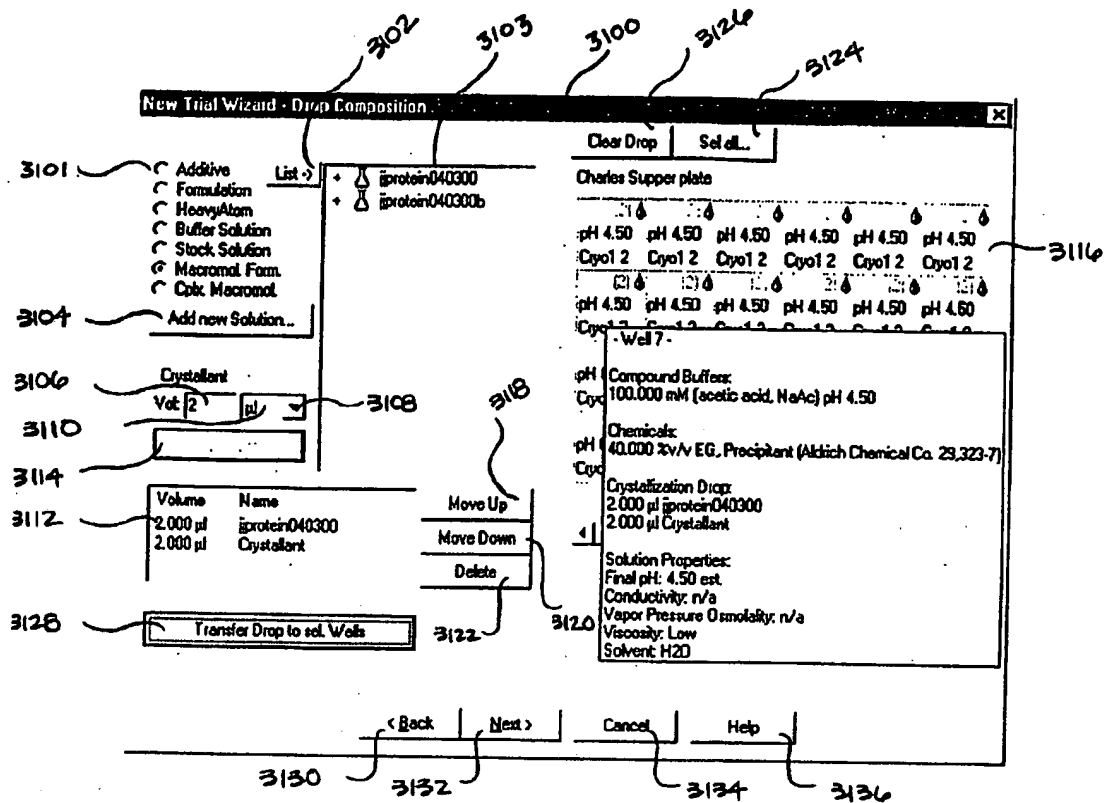 3102
3103
3100
3126
3124
New Trial Wizard - Drop Composition
Clear Drop
Sel all...
3101
Additive
Formulation
HeavyAtom
Buffer Solution
Stock Solution
Macromol. Form.
Cplx. Macromol.
List ->
+ jjprotein040300
+ jjprotein040300b
Charles Supper plate
pH 4.50 pH 4.50 pH 4.50 pH 4.50 pH 4.50 pH 4.50
Cryo1 2 Cryo1 2 Cryo1 2 Cryo1 2 Cryo1 2 Cryo1 2
3116
pH 4.50 pH 4.50 pH 4.50 pH 4.50 pH 4.50 pH 4.60
3104
Add new Solution...
Crystallant
3106
Vol: 2 µl
3108
3110
3114
3118
- Well 7 -
Compound Buffers:
100.000 mM (acetic acid, NaAc) pH 4.50
Chemicals:
40.000 %v/v EG, Precipitant (Aldrich Chemical Co. 29,323-7)
Crystallization Drop:
2.000 µl jjprotein040300
2.000 µl Crystallant
Solution Properties:
Final pH: 4.50 est.
Conductivity: n/a
Vapor Pressure Osmolality: n/a
Viscosity: Low
Solvent: H2O
3112
Volume Name
2.000 µl jjprotein040300
2.000 µl Crystallant
Move Up
Move Down
Delete
3122
3120
3128
Transfer Drop to sel. Wells
< Back
Next >
Cancel
Help
3130
3132
3134
3136